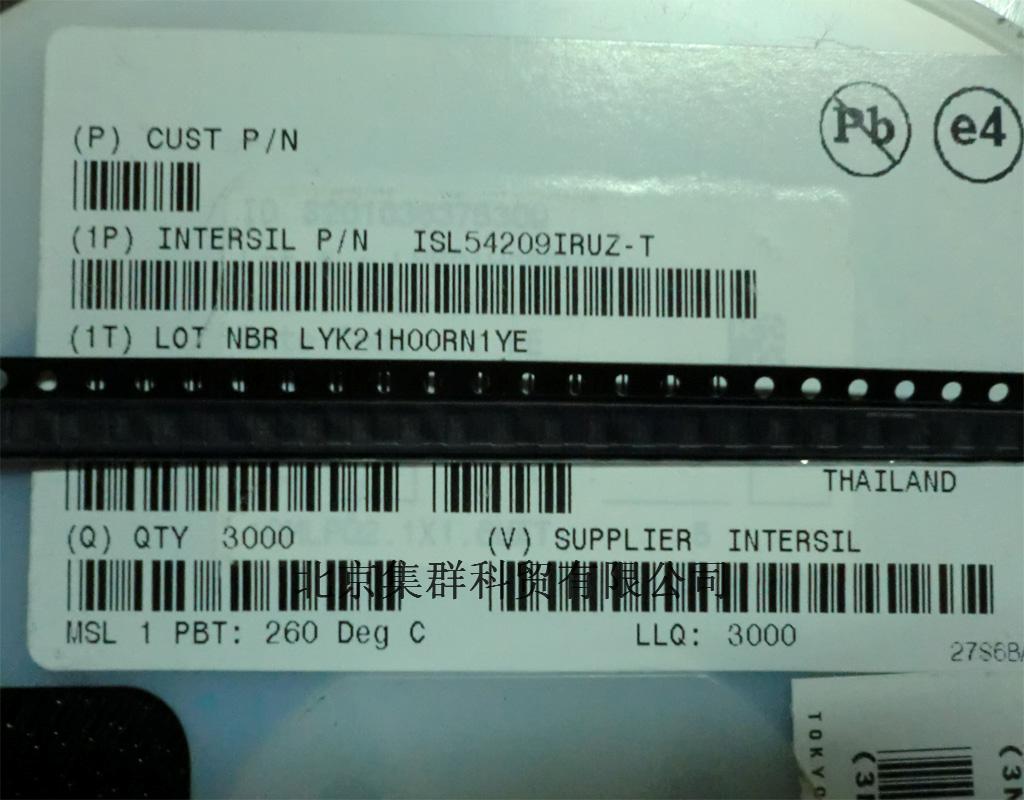 Pb
e4
(P) CUST P/N
(1P) INTERSIL P/N ISL54209IRUZ-T
(1T) LOT NBR LYK21H00RN1YE
THAILAND
(Q) QTY 3000
(V) SUPPLIER INTERSIL
北京集群科贸有限公司
MSL 1 PBT: 260 Deg C
LLQ: 3000